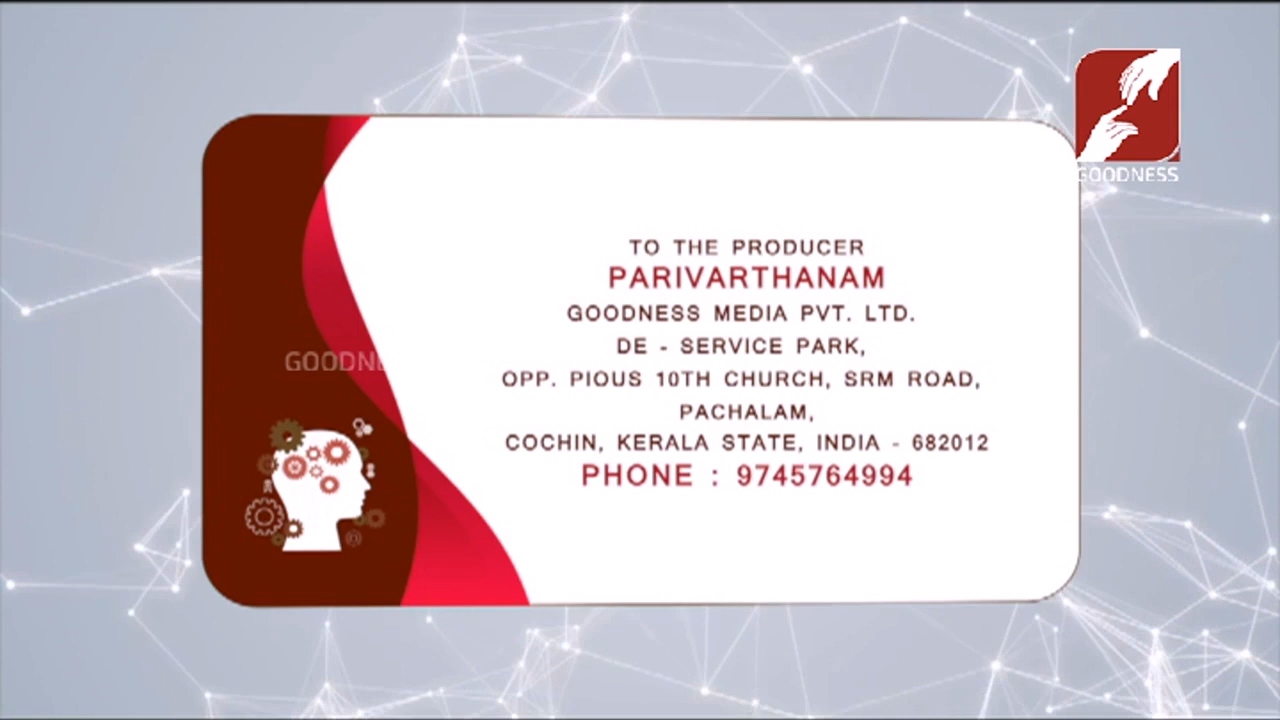 GOODNESS
TO THE PRODUCER
PARIVARTHANAM
GOODNESS MEDIA PVT. LTD.
DE - SERVICE PARK,
GOODNE
OPP. PIOUS 10TH CHURCH, SRM ROAD,
PACHALAM,
COCHIN, KERALA STATE, INDIA - 682012
PHONE : 9745764994